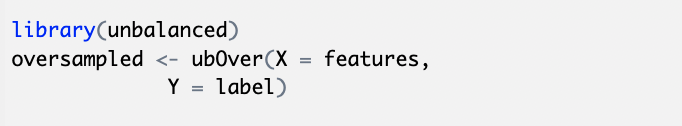 library(unbalanced)
oversampled <- ubOver(X = features,
             Y = label)